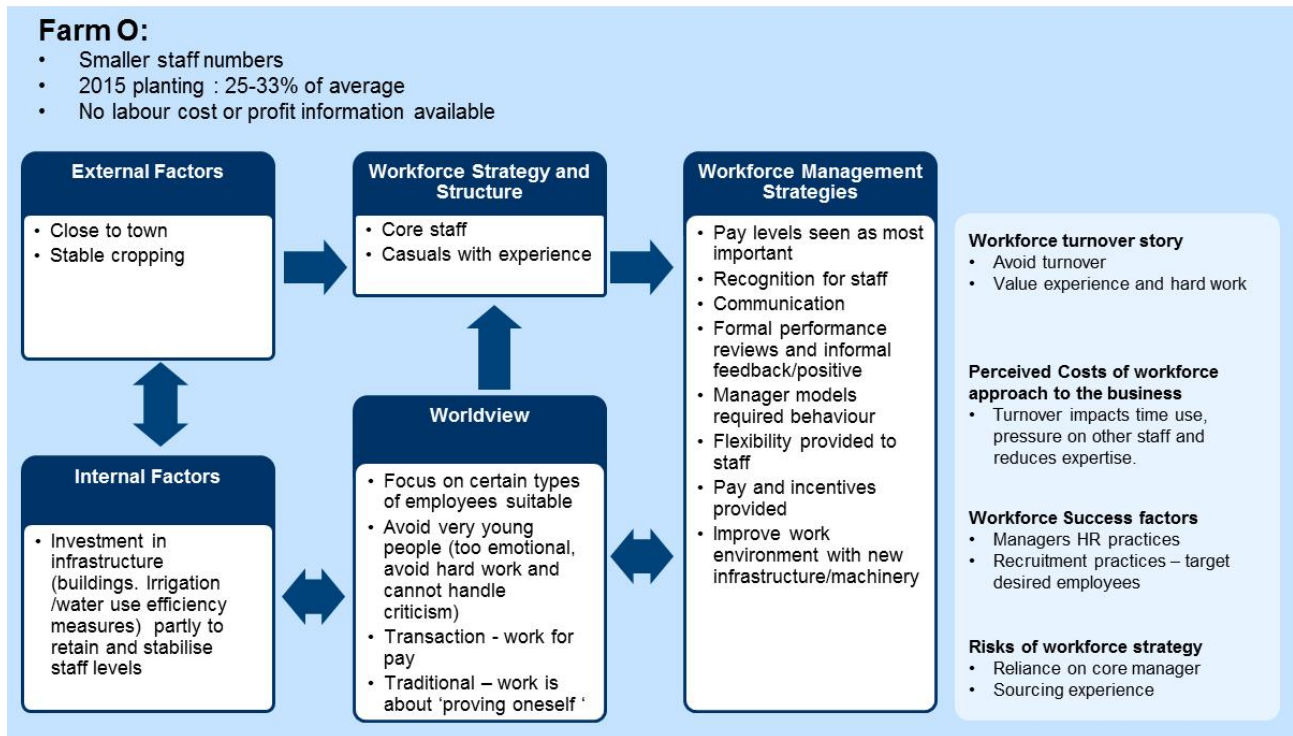 Farm O:
• Smaller staff numbers
• 2015 planting : 25-33% of average
• No labour cost or profit information available
External Factors
• Close to town
• Stable cropping
Internal Factors
• Investment in
infrastructure
(buildings. Irrigation
/water use efficiency
measures) partly to
retain and stabilise
staff levels
Workforce Strategy and
Structure
• Core staff
• Casuals with experience
Worldview
• Focus on certain types
of employees suitable
• Avoid very young
people (too emotional,
avoid hard work and
cannot handle
criticism)
• Transaction - work for
pay
• Traditional – work is
about ‘proving oneself ‘
Workforce Management
Strategies
• Pay levels seen as most
important
• Recognition for staff
• Communication
• Formal performance
reviews and informal
feedback/positive
• Manager models
required behaviour
• Flexibility provided to
staff
• Pay and incentives
provided
• Improve work
environment with new
infrastructure/machinery
Workforce turnover story
• Avoid turnover
• Value experience and hard work
Perceived Costs of workforce
approach to the business
• Turnover impacts time use,
pressure on other staff and
reduces expertise.
Workforce Success factors
• Managers HR practices
• Recruitment practices – target
desired employees
Risks of workforce strategy
• Reliance on core manager
• Sourcing experience